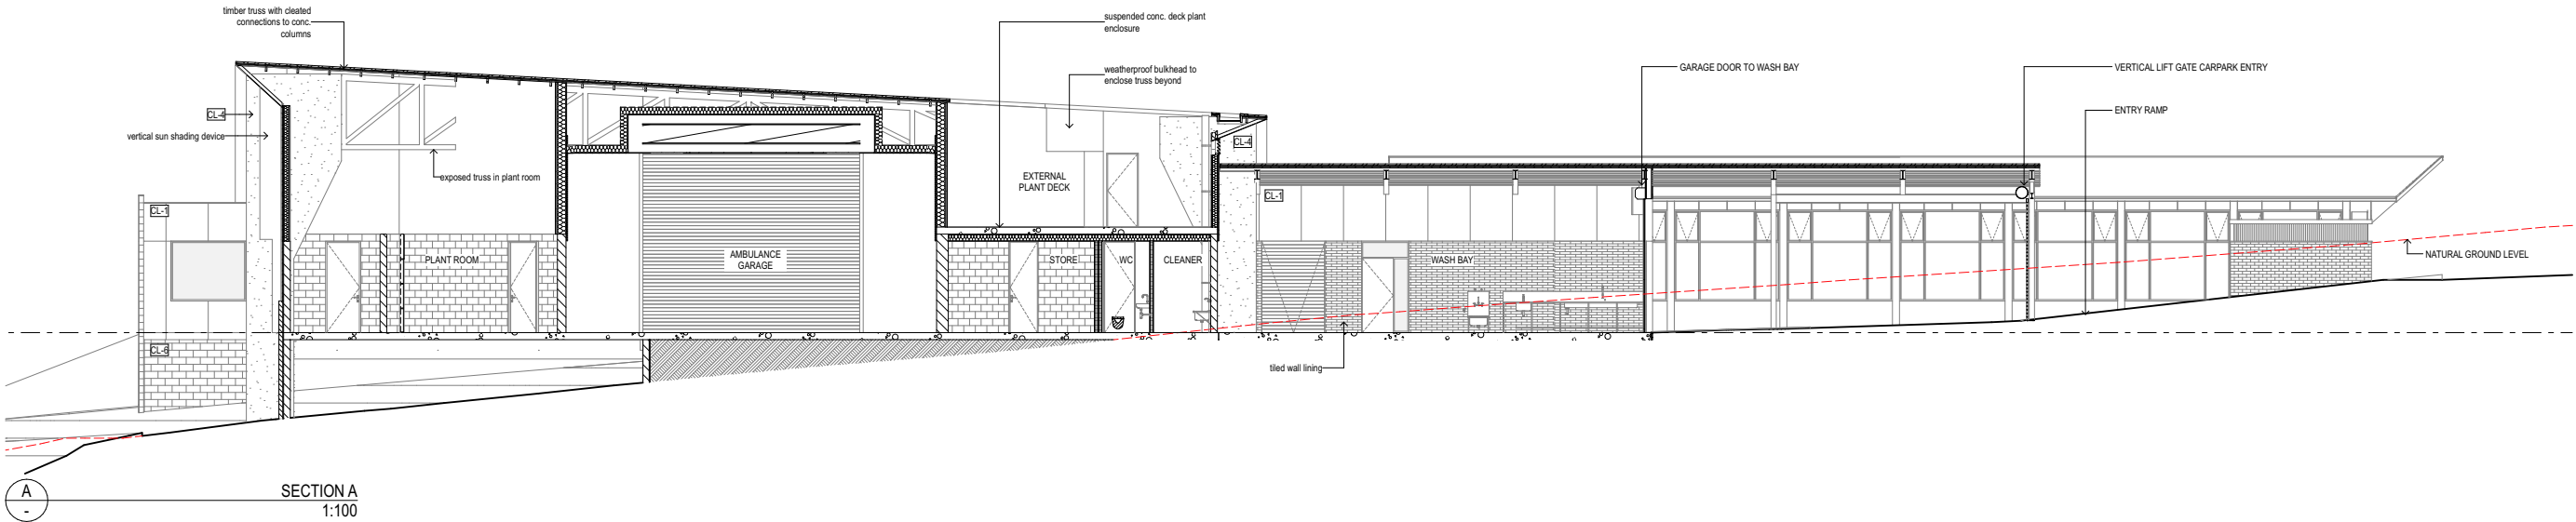 timber truss with cleated
connections to conc.
columns
suspended conc. deck plant
enclosure
weatherproof bulkhead to
enclose truss beyond
GARAGE DOOR TO WASH BAY
VERTICAL LIFT GATE CARPARK ENTRY
ENTRY RAMP
CL-4
vertical sun shading device
CL-4
exposed truss in plant room
EXTERNAL
PLANT DECK
CL-1
CL-1
PLANT ROOM
AMBULANCE
GARAGE
STORE
WC
CLEANER
WASH BAY
NATURAL GROUND LEVEL
CL-6
tiled wall lining
A
-
SECTION A
1:100